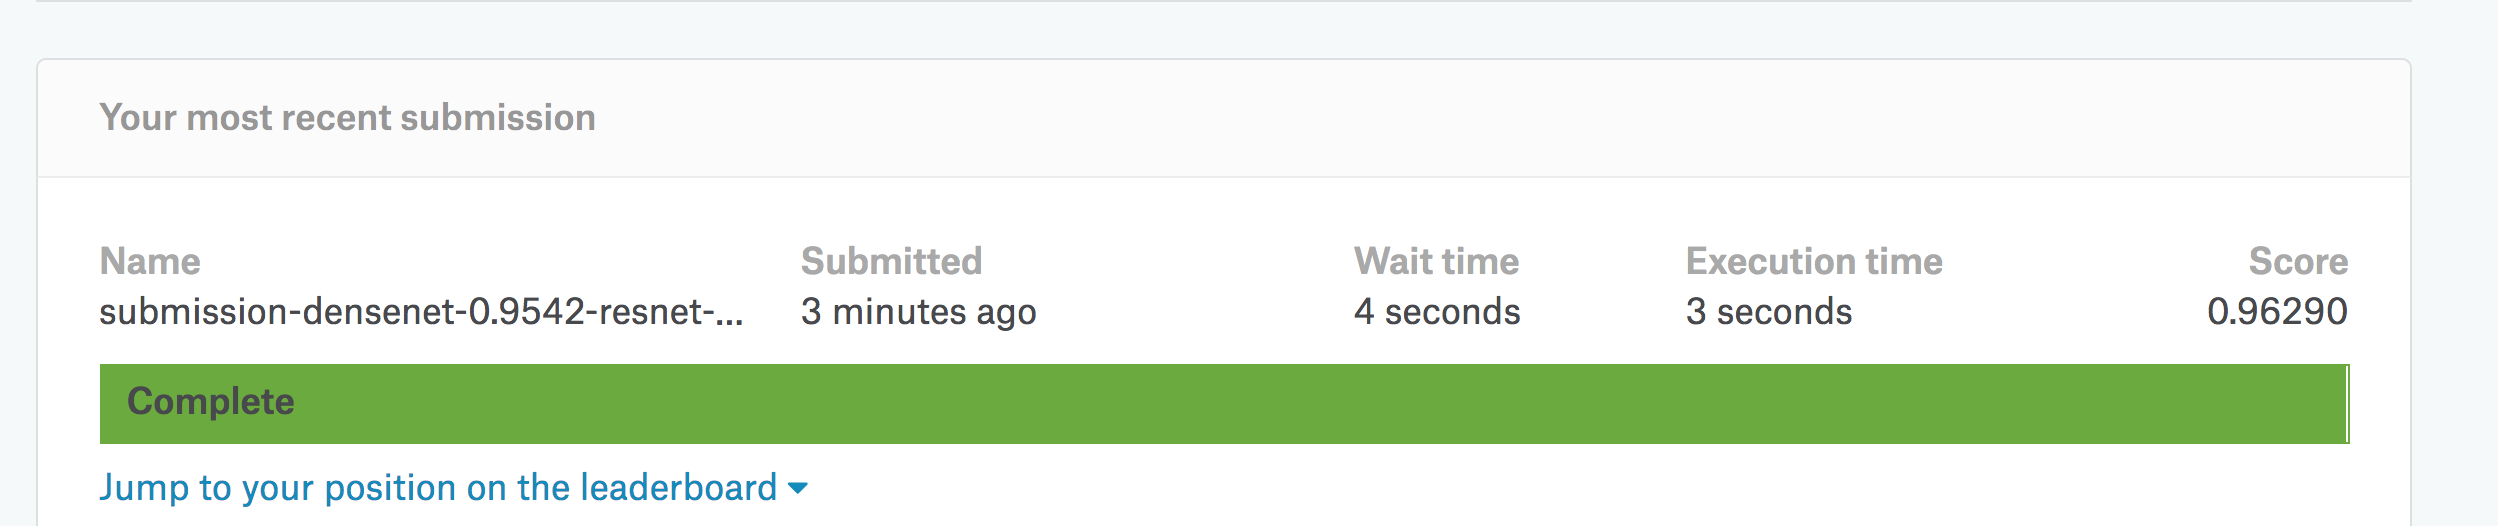 Your most recent submission
Name Submitted Wait time Execution time Score
submission-densenet-0.9542-resnet-... 3 minutes ago 4 seconds 3 seconds 0.96290
Complete
Jump to your position on the leaderboard